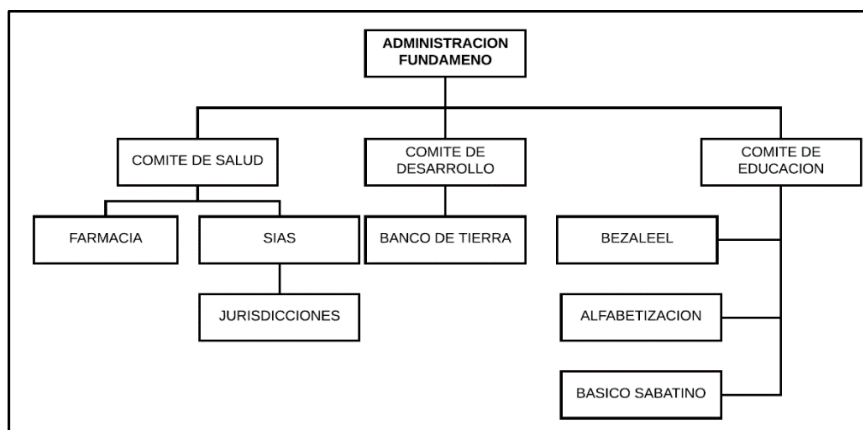 ADMINISTRACION
FUNDAMENO
COMITE DE SALUD
COMITE DE
DESARROLLO
COMITE DE
EDUCACION
FARMACIA
SIAS
BANCO DE TIERRA
BEZALEEL
JURISDICCIONES
ALFABETIZACION
BASICO SABATINO